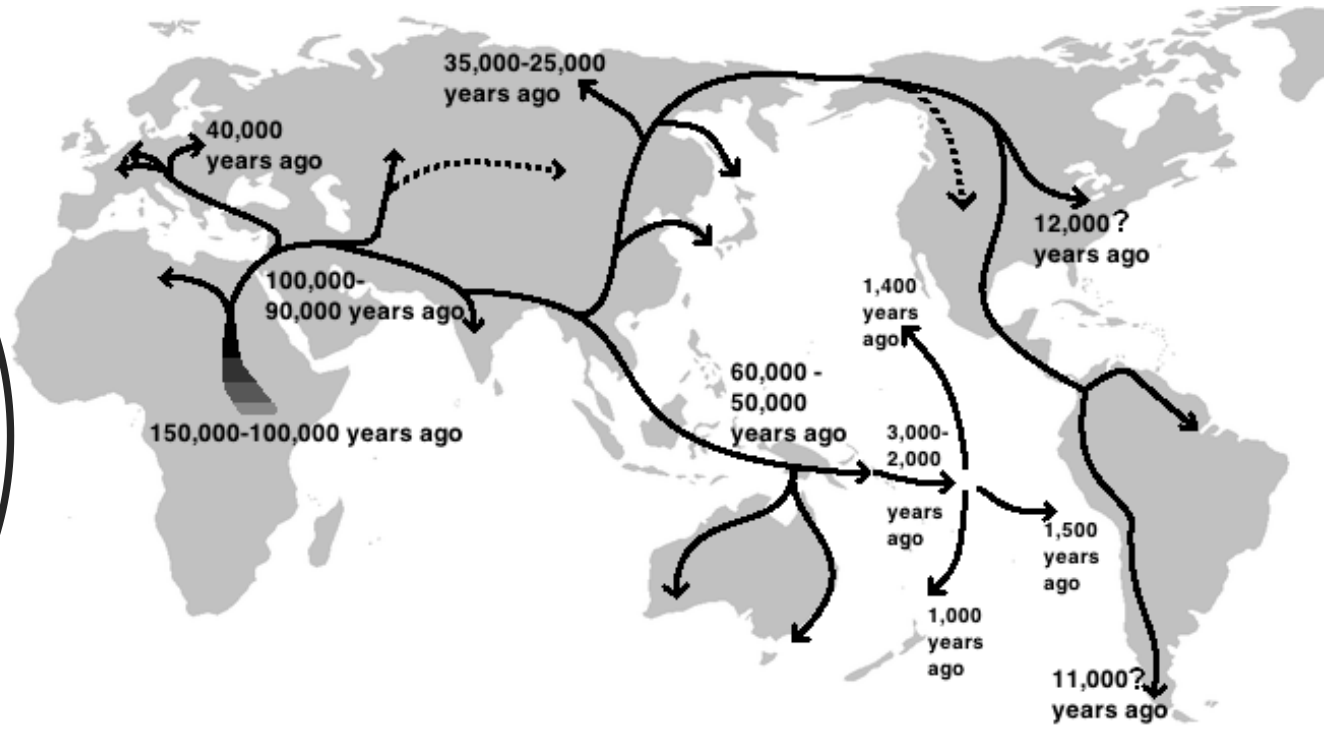 35,000-25,000
years ago
40,000
years ago
12,000?
years ago
100,000-
90,000 years ago
1,400
years
ago
60,000 -
50,000
years ago
150,000-100,000 years ago
3,000-
2,000
years
ago
1,500
years
ago
1,000
years
ago
11,000?
years ago